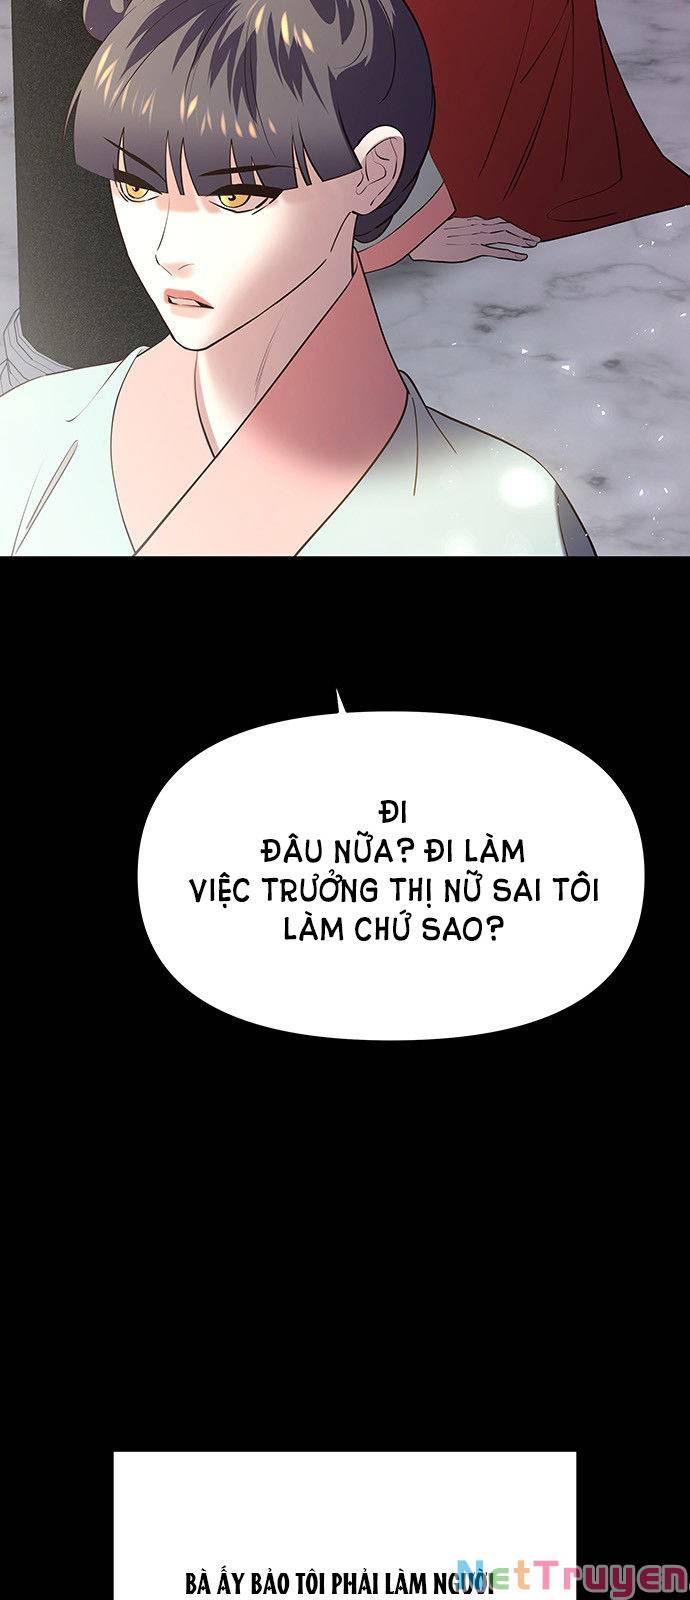 ĐI
ĐÂU NỮA? ĐI LÀM
VIỆC TRƯỞNG THỊ NỮ SAI TÔI
LÀM CHỨ SAO?
BÀ ẤY BẢO TÔI PHẢI LÀM NGƯỜI
NetTruyen